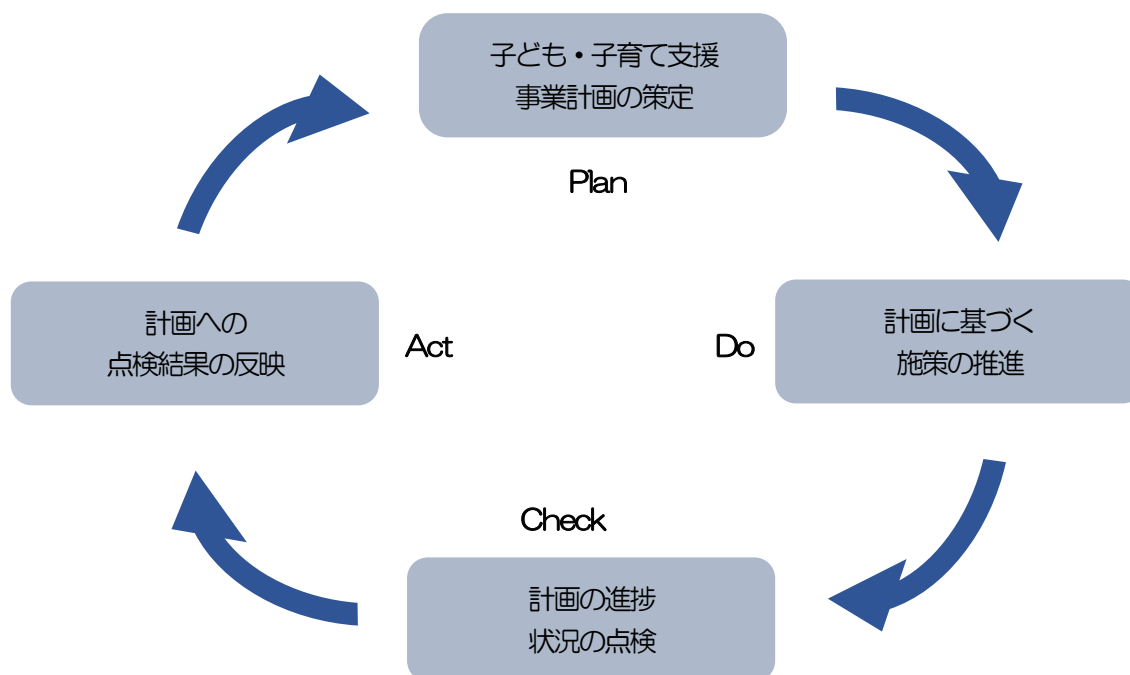 子ども・子育て支援
事業計画の策定
Plan
計画に基づく
施策の推進
Do
計画への
点検結果の反映
Act
Check
計画の進捗
状況の点検